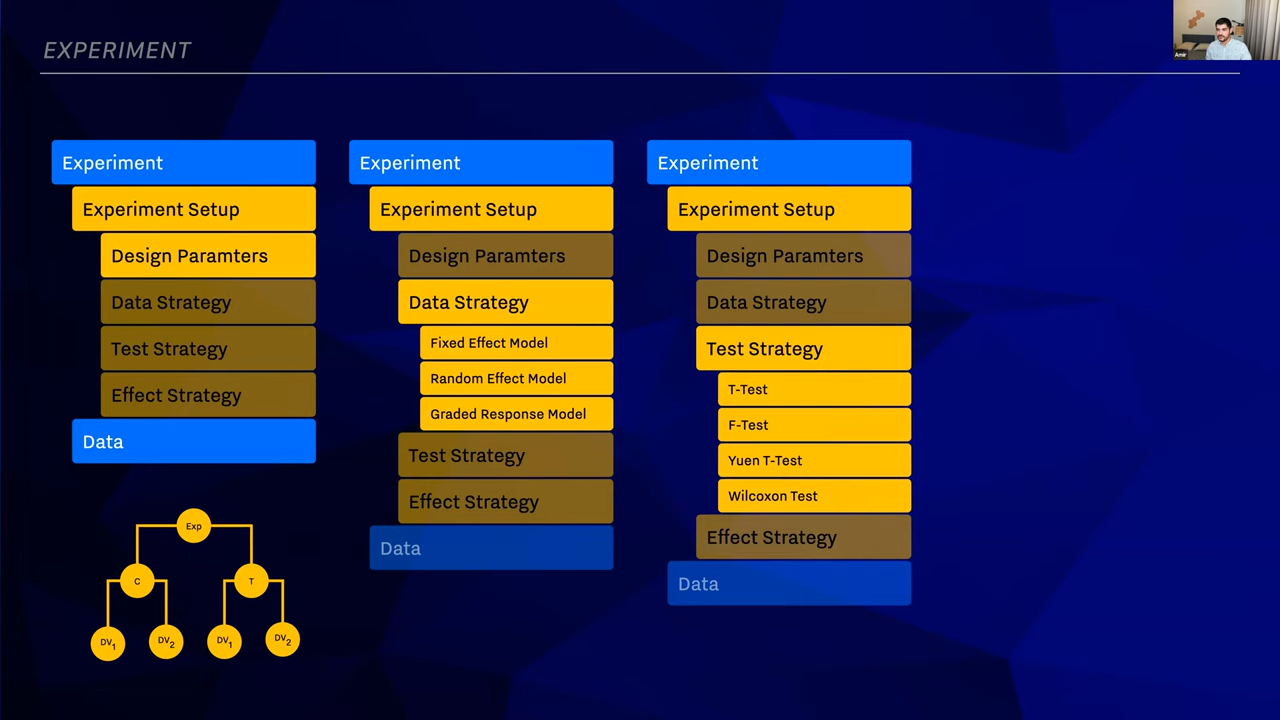 EXPERIMENT
Amir
Experiment
Experiment Setup
Design Paramters
Data Strategy
Test Strategy
Effect Strategy
Data
Exp
C
T
DV1
DV2
DV1
DV2
Experiment
Experiment Setup
Design Paramters
Data Strategy
Fixed Effect Model
Random Effect Model
Graded Response Model
Test Strategy
Effect Strategy
Data
Experiment
Experiment Setup
Design Paramters
Data Strategy
Test Strategy
T-Test
F-Test
Yuen T-Test
Wilcoxon Test
Effect Strategy
Data